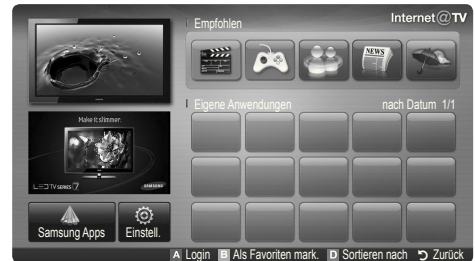 Internet@TV
Empfohlen
NEWS
Eigene Anwendungen nach Datum 1/1
Make it slimmer.
LED TV SERIES 7 SAMSUNG
Samsung Apps Einstell.
A Login B Als Favoriten mark. D Sortieren nach Zurück